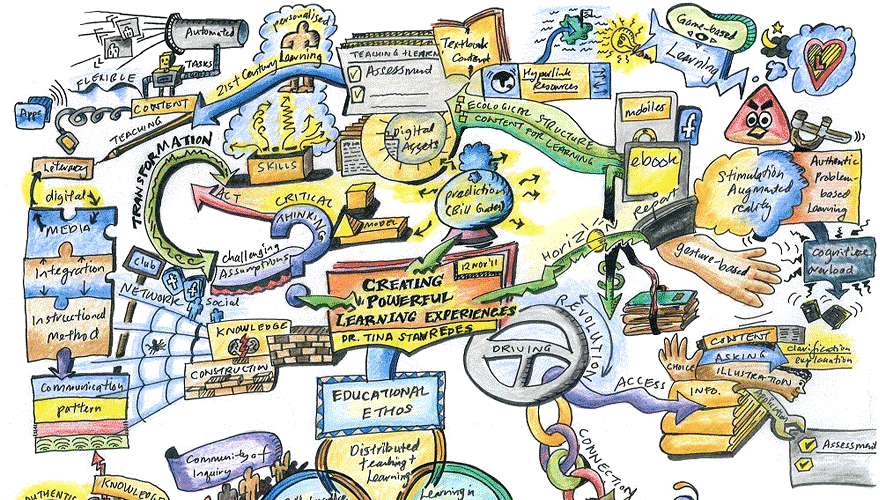 Automated
TASKS
FLEXIBLE
Apps
CONTENT
TEACHING
21st Century
personalised
Learning
TEACHING + LEARN
Assessment
Textbook
Content
Hyperlink
Resources
Game-based
Learning
L
ECOLOGICAL STRUCTURE
CONTENT FOR LEARNING
Digital
Assets
mobiles
f
ebook
Stimulation
Augmented
reality
Authentic
Problem-
based
Learning
Literacy
digital
MEDIA
Integration
Instructional
Method
TRANSFORMATION
SKILLS
ICT
CRITICAL
THINKING
MODEL
challenging
Assumptions
prediction
(Bill Gates)
HORIZON
report
gesture-based
cognitive
overload
12 NOV '11
CREATING
POWERFUL
LEARNING EXPERIENCES
DR. TINA STAVREDES
club
NETWORK
Social
KNOWLEDGE
CONSTRUCTION
$
DRIVING
REVOLUTION
ACCESS
CONNECTION
CHOICE
CONTENT
ASKING
ILLUSTRATION
INFO.
clarification
explanation
Application
Assessment
Communication
pattern
EDUCATIONAL
ETHOS
Distributed
teaching +
Learning
Community of
Inquiry
KNOWLEDGE
AUTHENTIC
Learning in